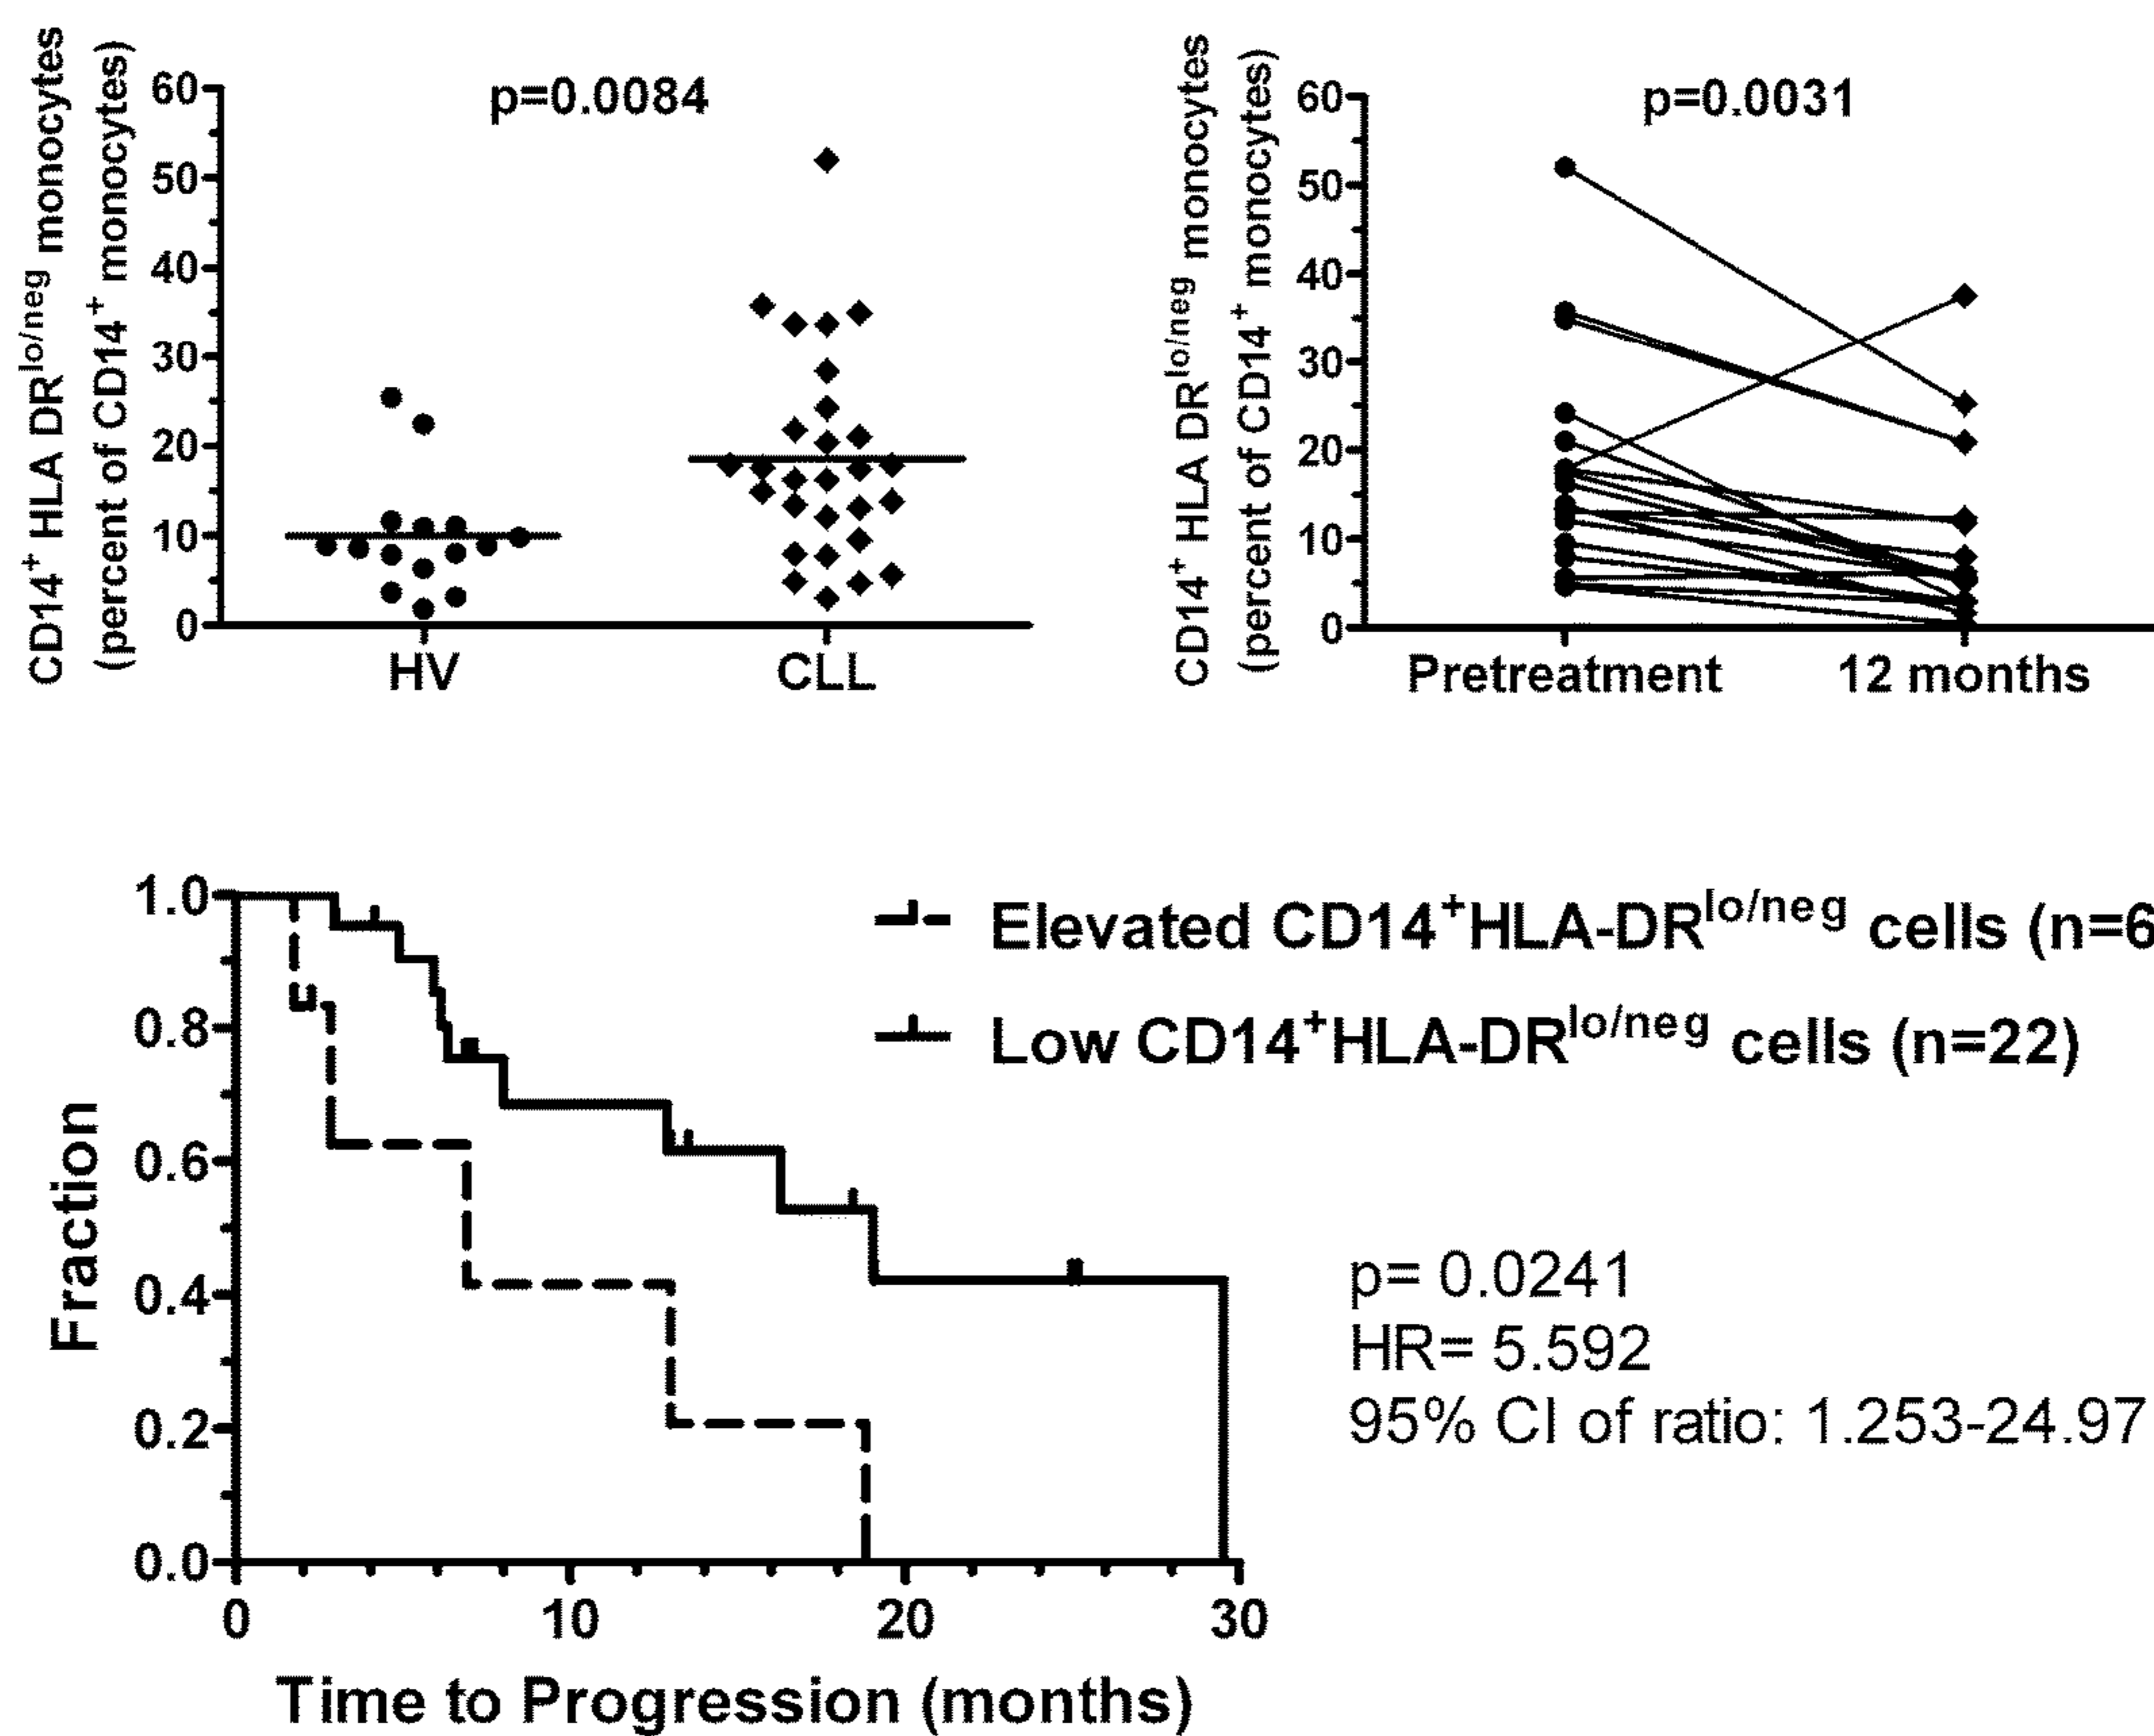 CD14+ HLA DRlo/neg monocytes
(percent of CD14+ monocytes)
60
50
40
30
20
10
0
p=0.0084
HV
CLL
CD14+ HLA DRlo/neg monocytes
(percent of CD14+ monocytes)
60
50
40
30
20
10
0
p=0.0031
Pretreatment
12 months
Fraction
1.0
0.8
0.6
0.4
0.2
0.0
0
10
20
30
Time to Progression (months)
Elevated CD14+HLA-DRlo/neg cells (n=6
Low CD14+HLA-DRlo/neg cells (n=22)
p= 0.0241
HR= 5.592
95% CI of ratio: 1.253-24.97